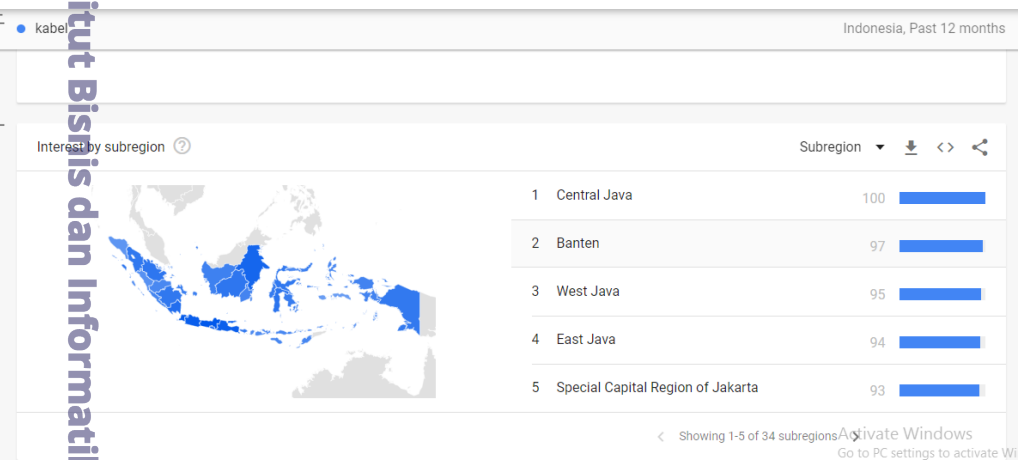 kabel
Indonesia, Past 12 months
Interest by subregion
Subregion
1 Central Java 100
2 Banten 97
3 West Java 95
4 East Java 94
5 Special Capital Region of Jakarta 93
Showing 1-5 of 34 subregions
Activate Windows
Go to PC settings to activate Wi
itut Bisnis dan Informati